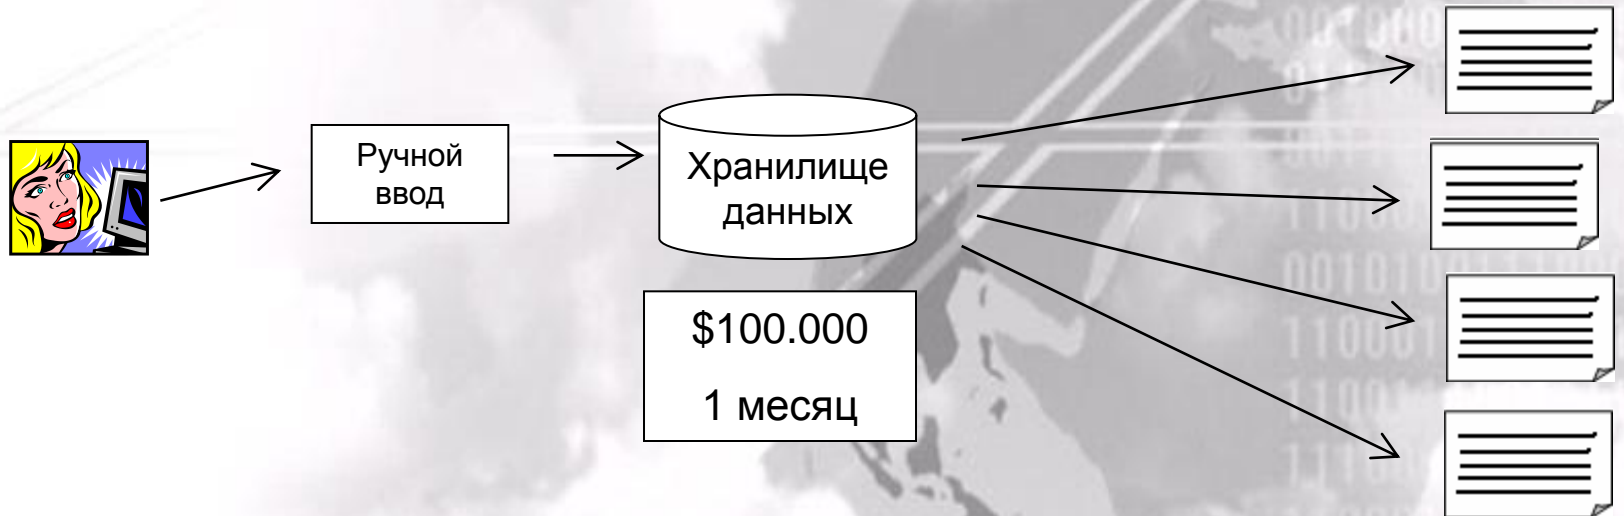 Ручной
ввод
Хранилище
данных
$100.000
1 месяц